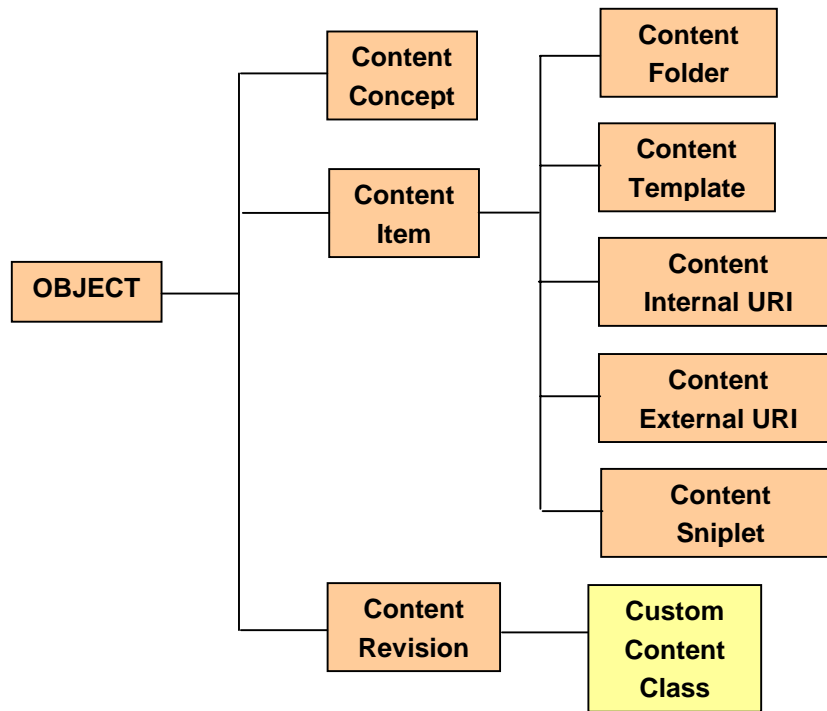 Content
Concept
Content
Folder
Content
Template
Content
Item
Content
Internal URI
OBJECT
Content
External URI
Content
Sniplet
Content
Revision
Custom
Content
Class